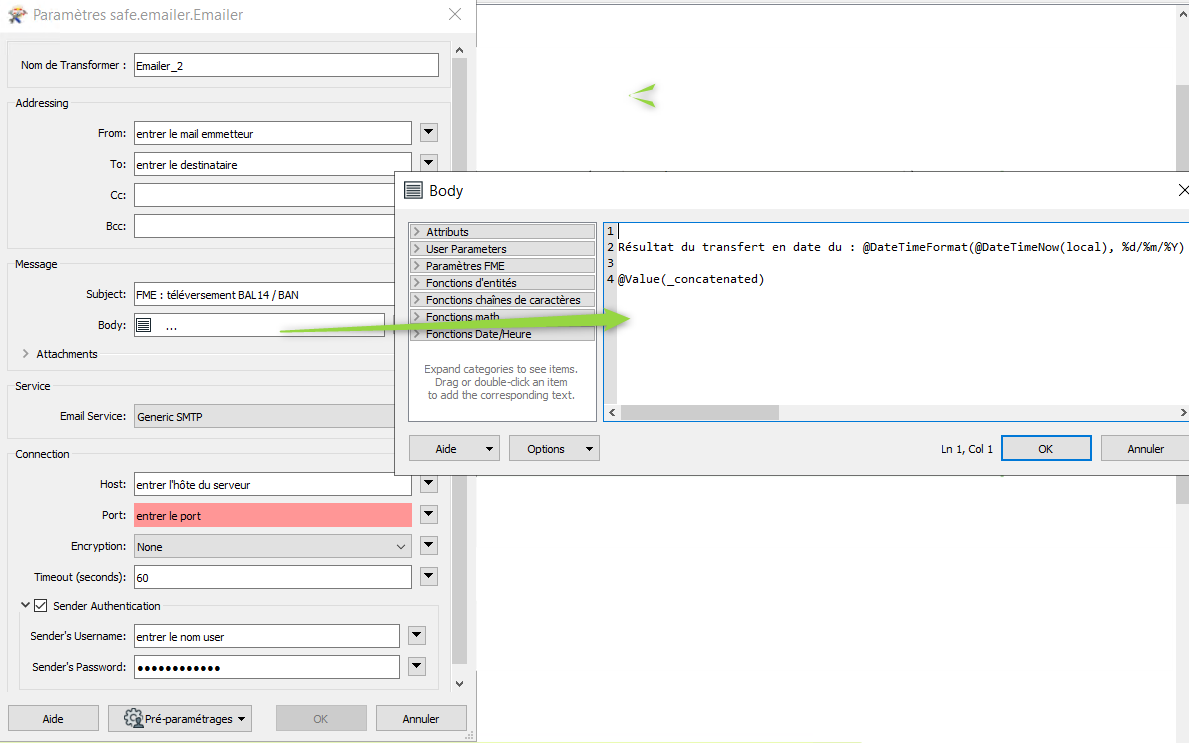 Paramètres safe.emailer.Emailer
Nom de Transformer : Emailer_2
Addressing
From: entrer le mail emmetteur
To: entrer le destinataire
Cc:
Bcc:
Message
Subject: FME : téléversement BAL14 / BAN
Body: ...
Attachments
Service
Email Service: Generic SMTP
Connection
Host: entrer l'hôte du serveur
Port: entrer le port
Encryption: None
Timeout (seconds): 60
Sender Authentication
Sender's Username: entrer le nom user
Sender's Password: ●●●●●●●●●●●●
Aide Pré-paramétrages OK Annuler
Body
Attributs
User Parameters
Paramètres FME
Fonctions d'entités
Fonctions chaînes de caractères
Fonctions math
Fonctions Date/Heure
Expand categories to see items.
Drag or double-click an item
to add the corresponding text.
1
2 Résultat du transfert en date du : @DateTimeFormat(@DateTimeNow(local), %d/%m/%Y)
3
4 @Value(_concatenated)
Aide Options Ln 1, Col 1 OK Annuler